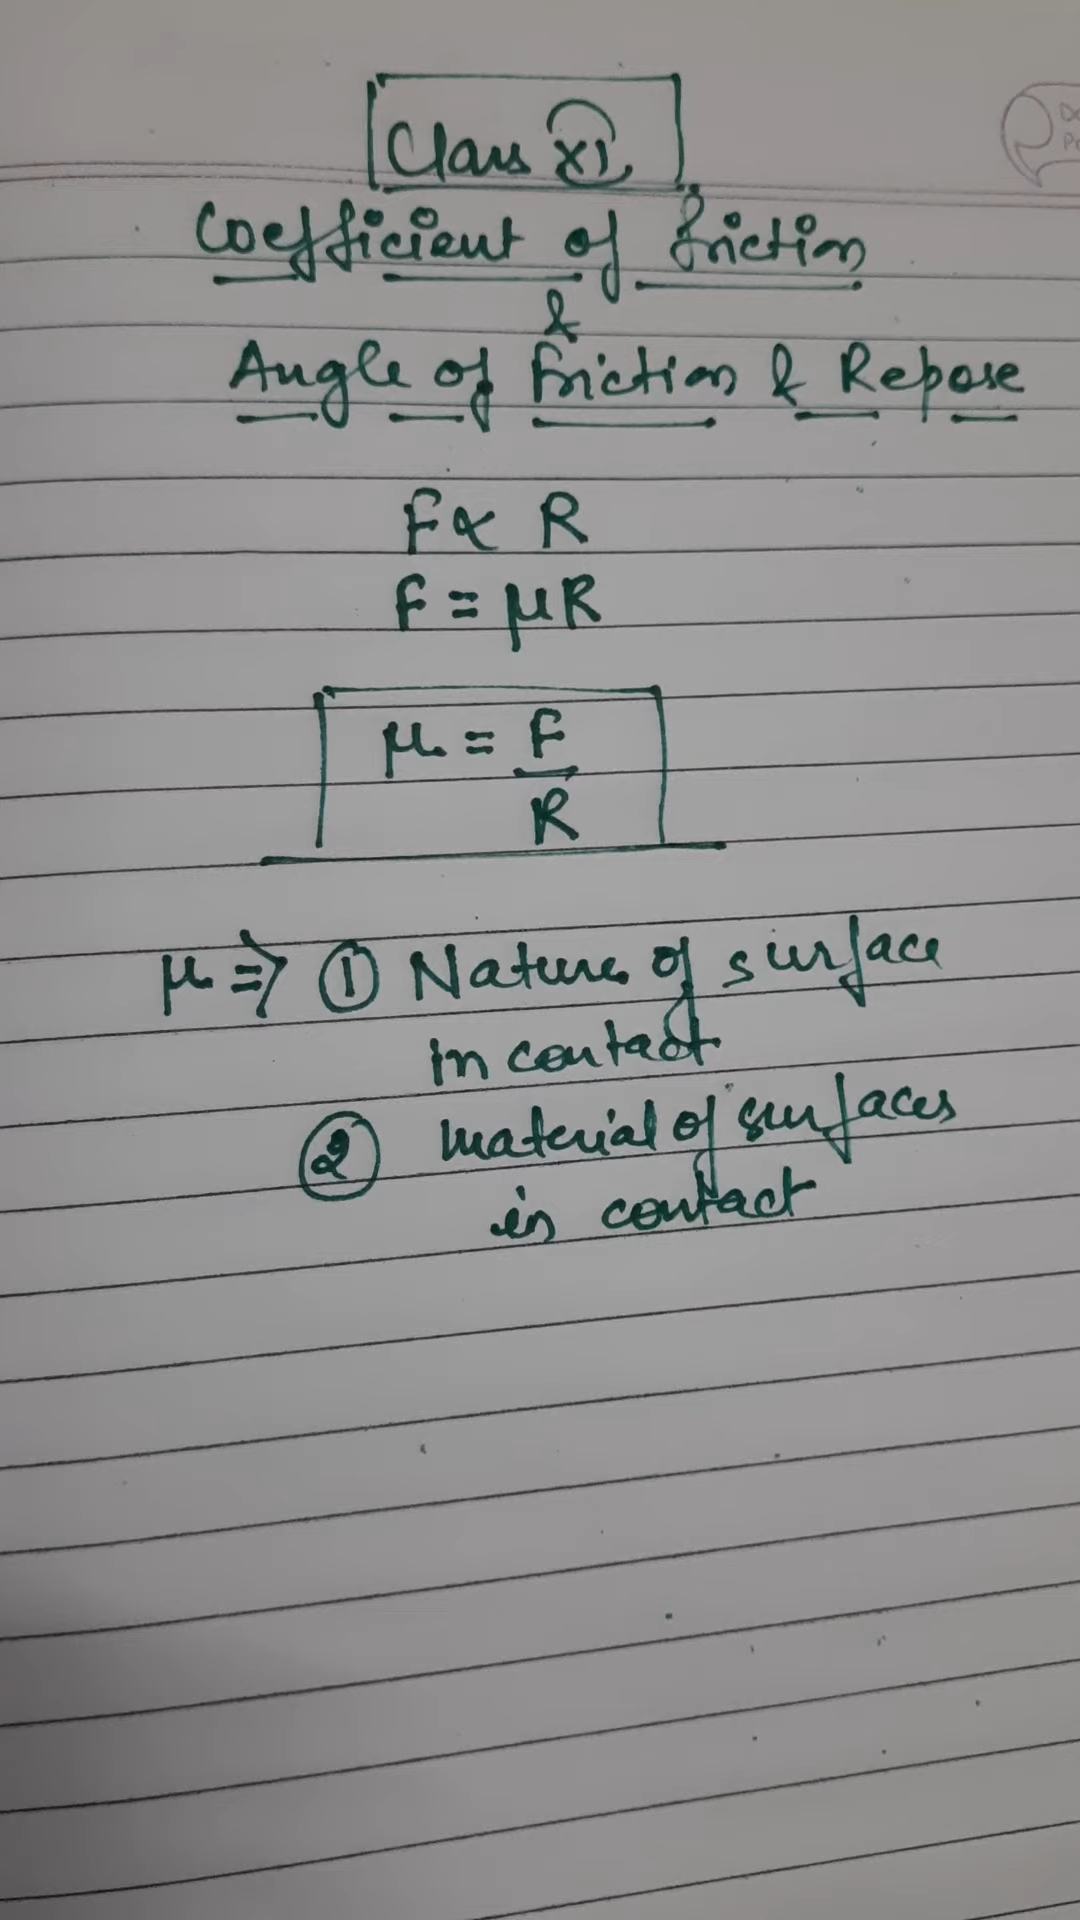 Class XI
Coefficient of friction
&
Angle of friction & Repose
F ∝ R
F = μR
μ = F
R
μ ⇒ ① Nature of surface
in contact
② material of surfaces
in contact